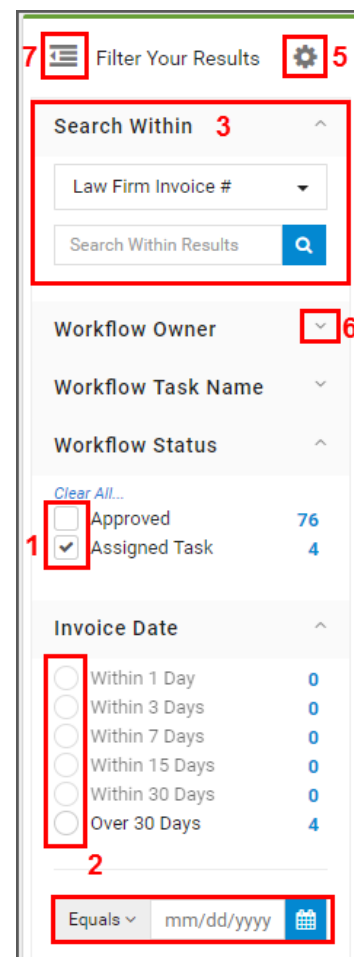 7 Filter Your Results 5
Search Within 3
Law Firm Invoice #
Search Within Results
Workflow Owner 6
Workflow Task Name
Workflow Status
Clear All...
Approved 76
1 Assigned Task 4
Invoice Date
Within 1 Day 0
Within 3 Days 0
Within 7 Days 0
Within 15 Days 0
Within 30 Days 0
Over 30 Days 4
2
Equals mm/dd/yyyy